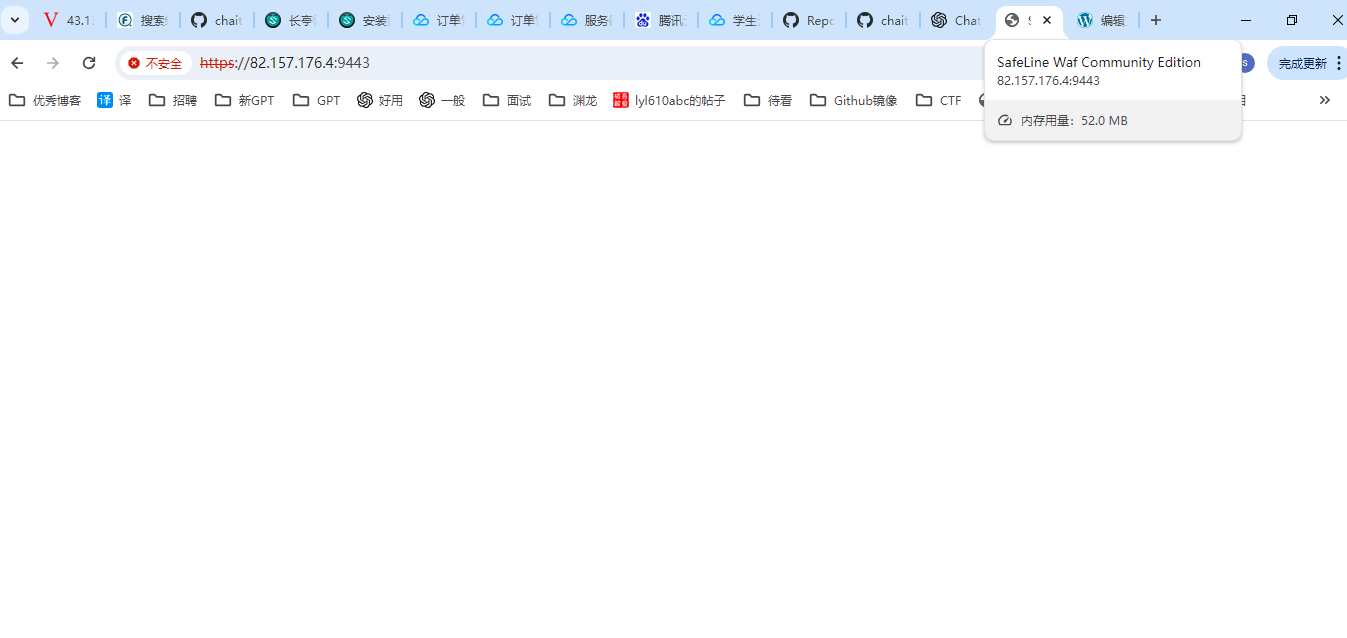 43.1
搜索
chait
长亭
安装
订单
订单
服务
腾讯
学生
Repo
chait
Chat
编辑
不安全
https://82.157.176.4:9443
完成更新
优秀博客
译 译
招聘
新GPT
GPT
好用
一般
面试
渊龙
lyl610abc的帖子
待看
Github镜像
CTF
SafeLine Waf Community Edition
82.157.176.4:9443
内存用量：52.0 MB